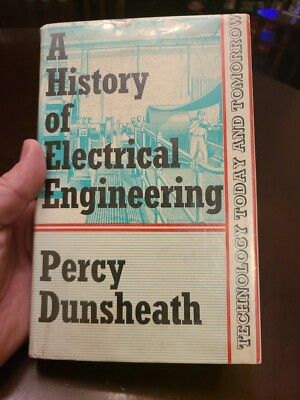 A
History
of
Electrical
Engineering
Percy
Dunsheath
TECHNOLOGY TODAY AND TOMORROW